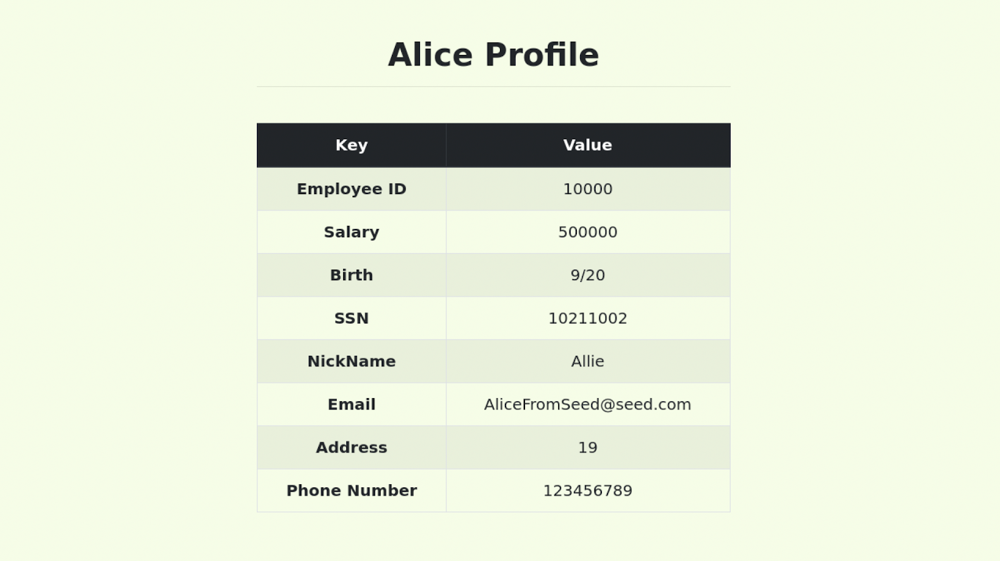 Alice Profile
Key Value
Employee ID 10000
Salary 500000
Birth 9/20
SSN 10211002
NickName Allie
Email AliceFromSeed@seed.com
Address 19
Phone Number 123456789